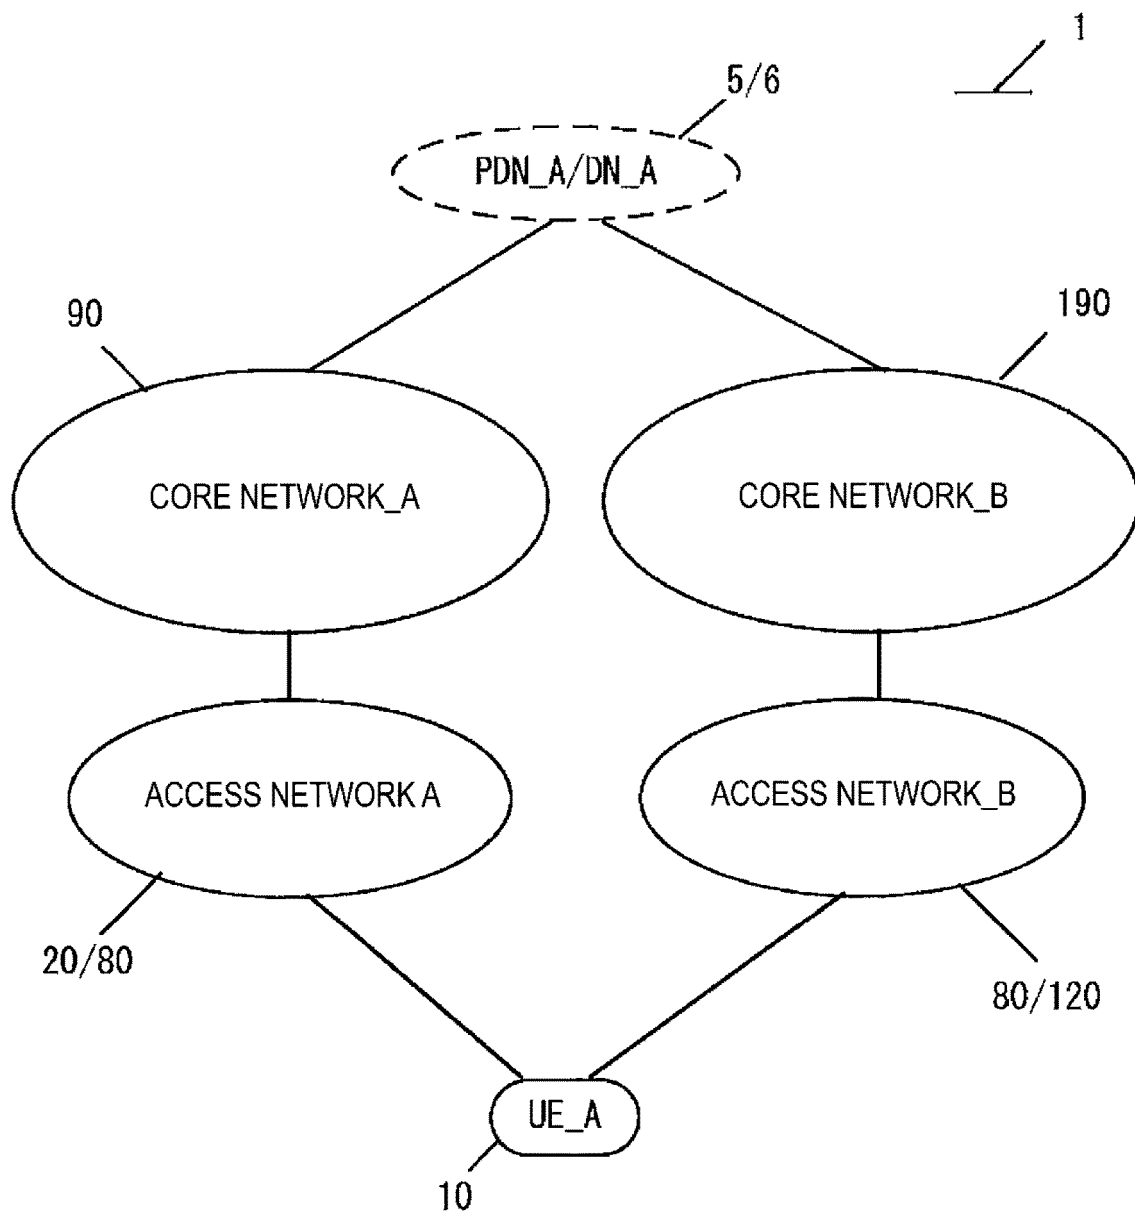 1
5/6
PDN_A/DN_A
90
190
CORE NETWORK_A
CORE NETWORK_B
ACCESS NETWORK A
ACCESS NETWORK_B
20/80
80/120
UE_A
10